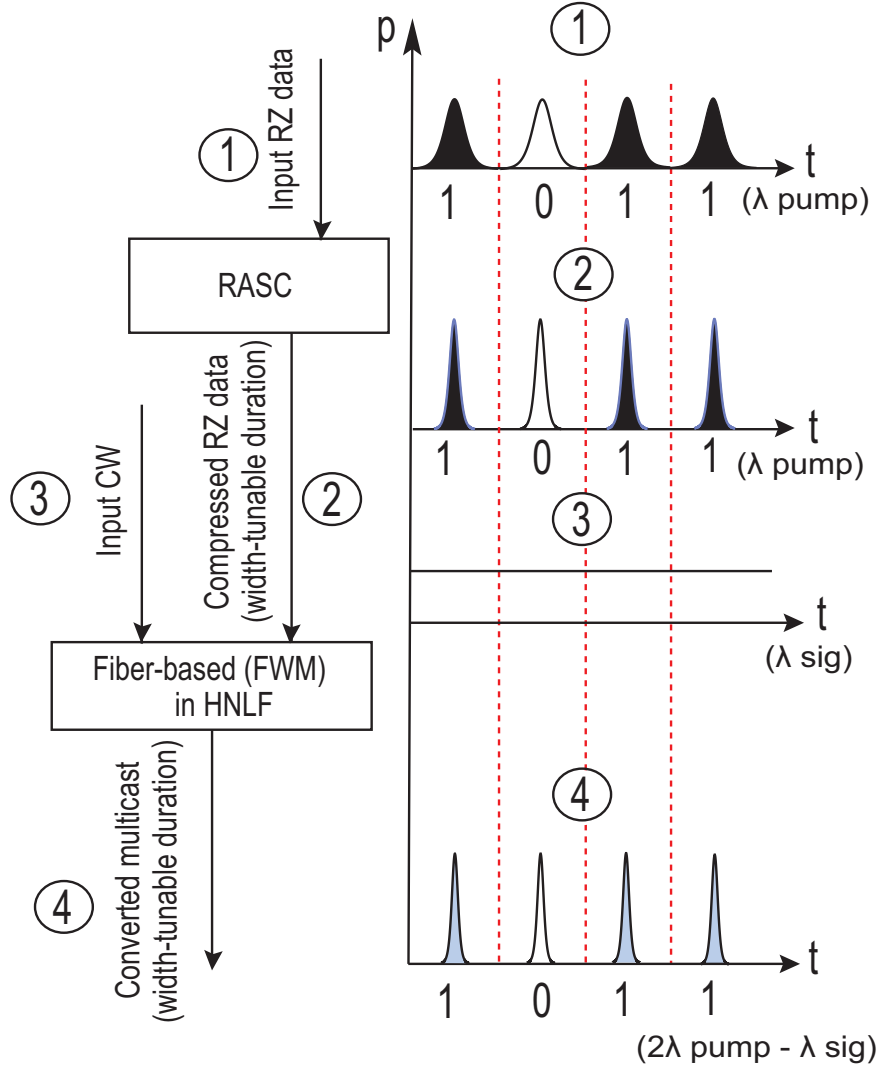 p
1
Input RZ data
1
t
1 0 1 1
(λ pump)
RASC
2
Compressed RZ data
(width-tunable duration)
2
t
1 0 1 1
(λ pump)
3
Input CW
3
t
(λ sig)
Fiber-based (FWM)
in HNLF
4
Converted multicast
(width-tunable duration)
4
t
1 0 1 1
(2λ pump - λ sig)